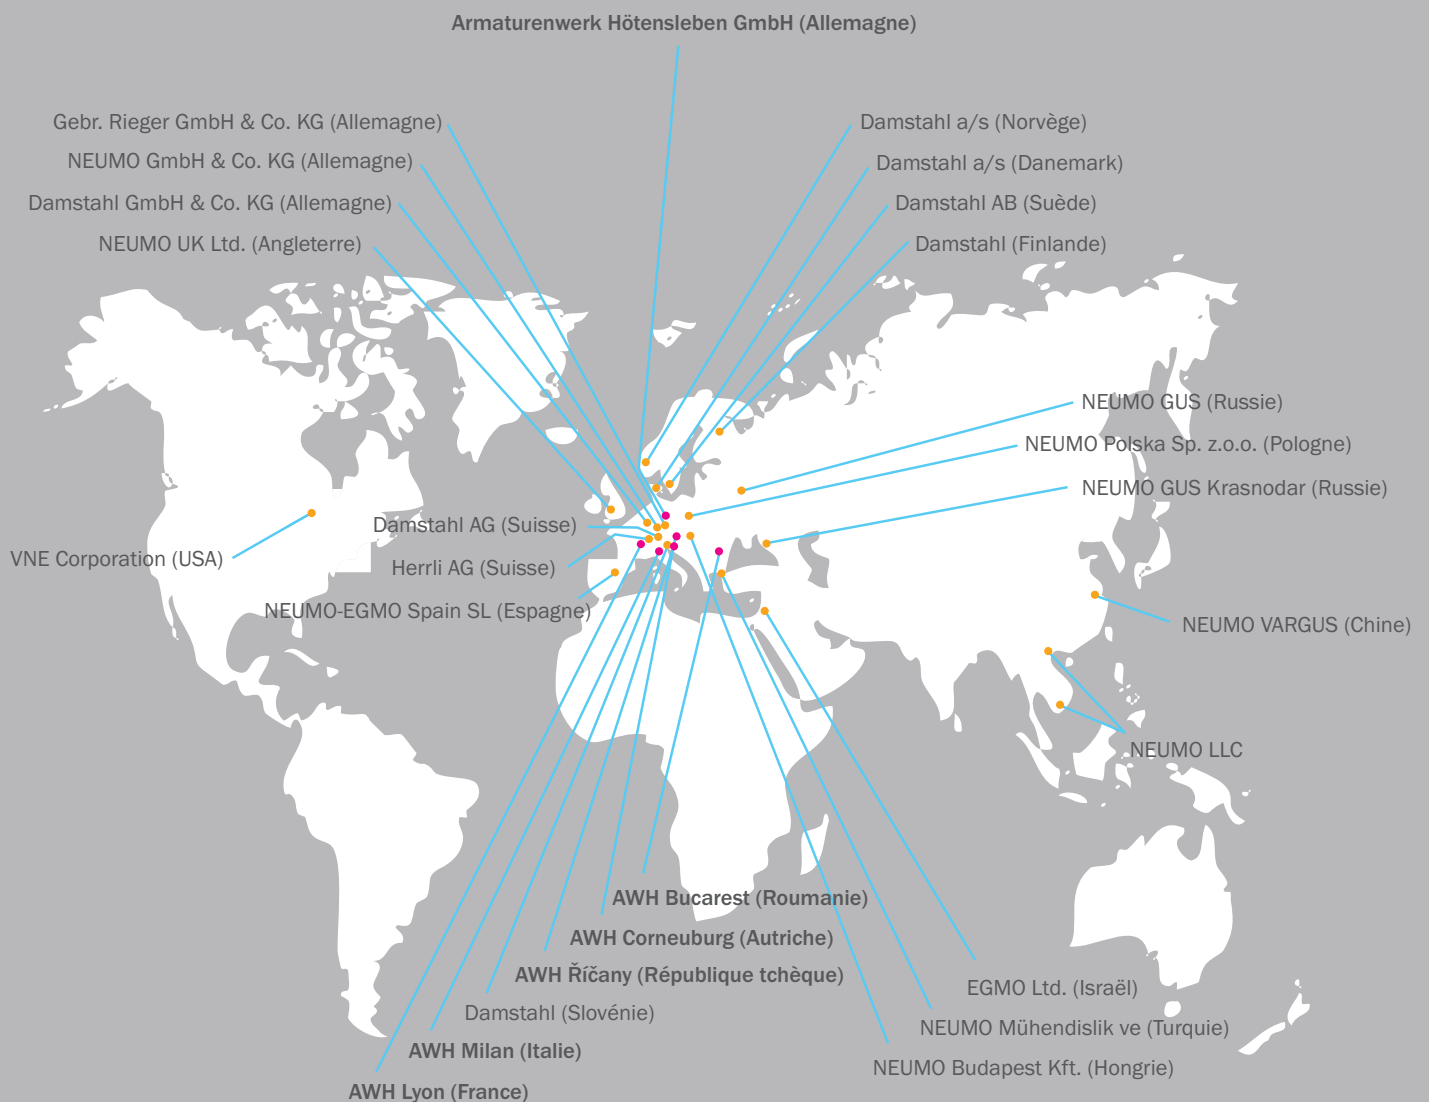 Armaturenwerk Hötensleben GmbH (Allemagne)
Gebr. Rieger GmbH & Co. KG (Allemagne)
NEUMO GmbH & Co. KG (Allemagne)
Damstahl GmbH & Co. KG (Allemagne)
NEUMO UK Ltd. (Angleterre)
Damstahl a/s (Norvège)
Damstahl a/s (Danemark)
Damstahl AB (Suède)
Damstahl (Finlande)
NEUMO GUS (Russie)
NEUMO Polska Sp. z.o.o. (Pologne)
NEUMO GUS Krasnodar (Russie)
Damstahl AG (Suisse)
VNE Corporation (USA)
Herrli AG (Suisse)
NEUMO-EGMO Spain SL (Espagne)
NEUMO VARGUS (Chine)
NEUMO LLC
AWH Bucarest (Roumanie)
AWH Corneuburg (Autriche)
AWH Říčany (République tchèque)
Damstahl (Slovénie)
AWH Milan (Italie)
AWH Lyon (France)
EGMO Ltd. (Israël)
NEUMO Mühendislik ve (Turquie)
NEUMO Budapest Kft. (Hongrie)